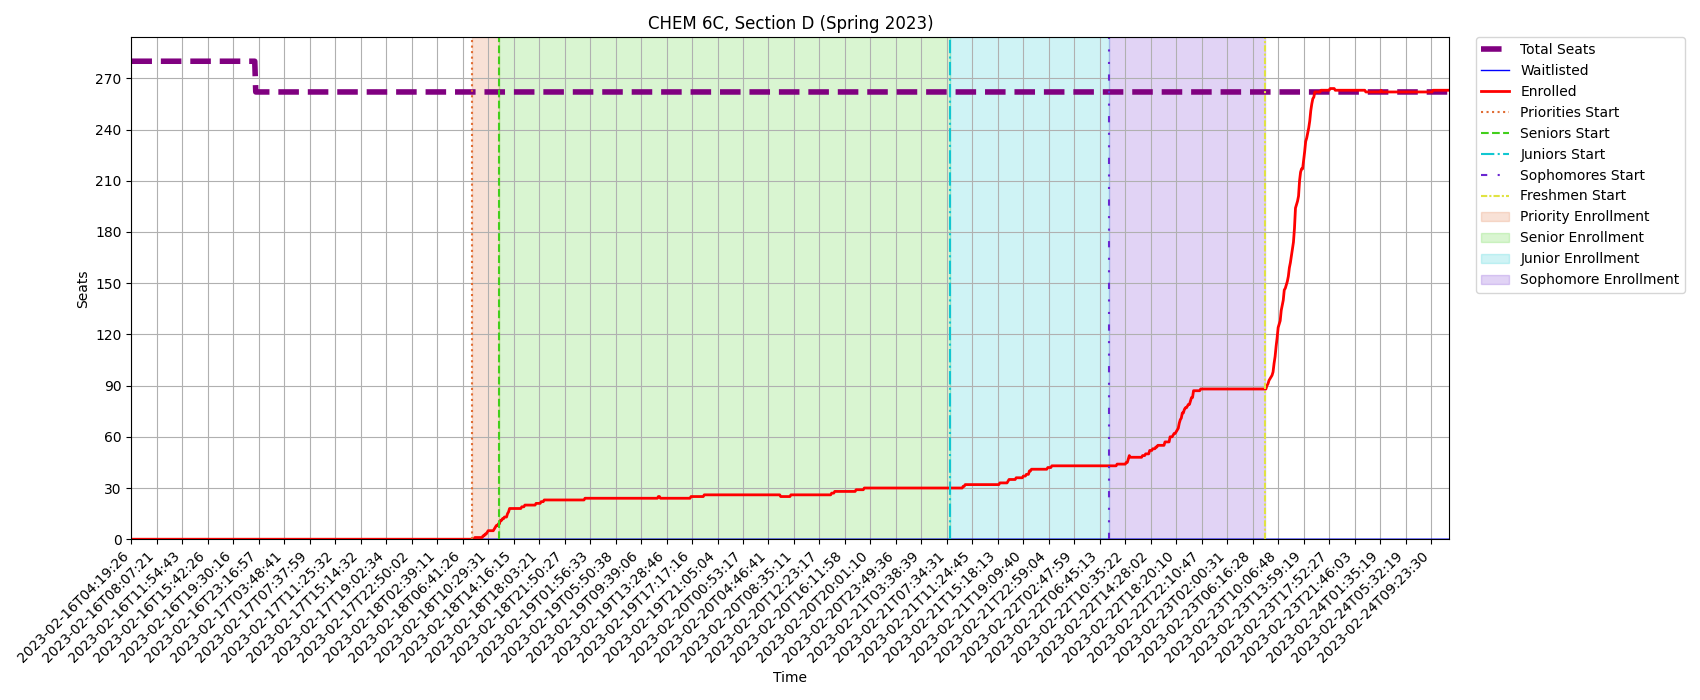 CHEM 6C, Section D (Spring 2023)
Seats
270
240
210
180
150
120
90
60
30
0
2023-02-16T04:19:26
2023-02-16T08:07:21
2023-02-16T11:54:43
2023-02-16T15:42:26
2023-02-16T19:30:16
2023-02-16T23:16:57
2023-02-17T03:48:41
2023-02-17T07:37:59
2023-02-17T11:25:32
2023-02-17T15:14:32
2023-02-17T19:02:34
2023-02-17T22:50:02
2023-02-18T02:39:11
2023-02-18T06:41:26
2023-02-18T10:29:31
2023-02-18T14:16:15
2023-02-18T18:03:21
2023-02-18T21:50:27
2023-02-19T01:56:33
2023-02-19T05:50:38
2023-02-19T09:39:06
2023-02-19T13:28:46
2023-02-19T17:17:16
2023-02-19T21:05:04
2023-02-20T00:53:17
2023-02-20T04:46:41
2023-02-20T08:35:11
2023-02-20T12:23:17
2023-02-20T16:11:58
2023-02-20T20:01:10
2023-02-20T23:49:36
2023-02-21T03:38:39
2023-02-21T07:34:31
2023-02-21T11:24:45
2023-02-21T15:18:13
2023-02-21T19:09:40
2023-02-21T22:59:04
2023-02-22T02:47:59
2023-02-22T06:45:13
2023-02-22T10:35:22
2023-02-22T14:28:02
2023-02-22T18:20:10
2023-02-22T22:10:47
2023-02-23T02:00:31
2023-02-23T06:16:28
2023-02-23T10:06:48
2023-02-23T13:59:19
2023-02-23T17:52:27
2023-02-23T21:46:03
2023-02-24T01:35:19
2023-02-24T05:32:19
2023-02-24T09:23:30
Time
Total Seats
Waitlisted
Enrolled
Priorities Start
Seniors Start
Juniors Start
Sophomores Start
Freshmen Start
Priority Enrollment
Senior Enrollment
Junior Enrollment
Sophomore Enrollment